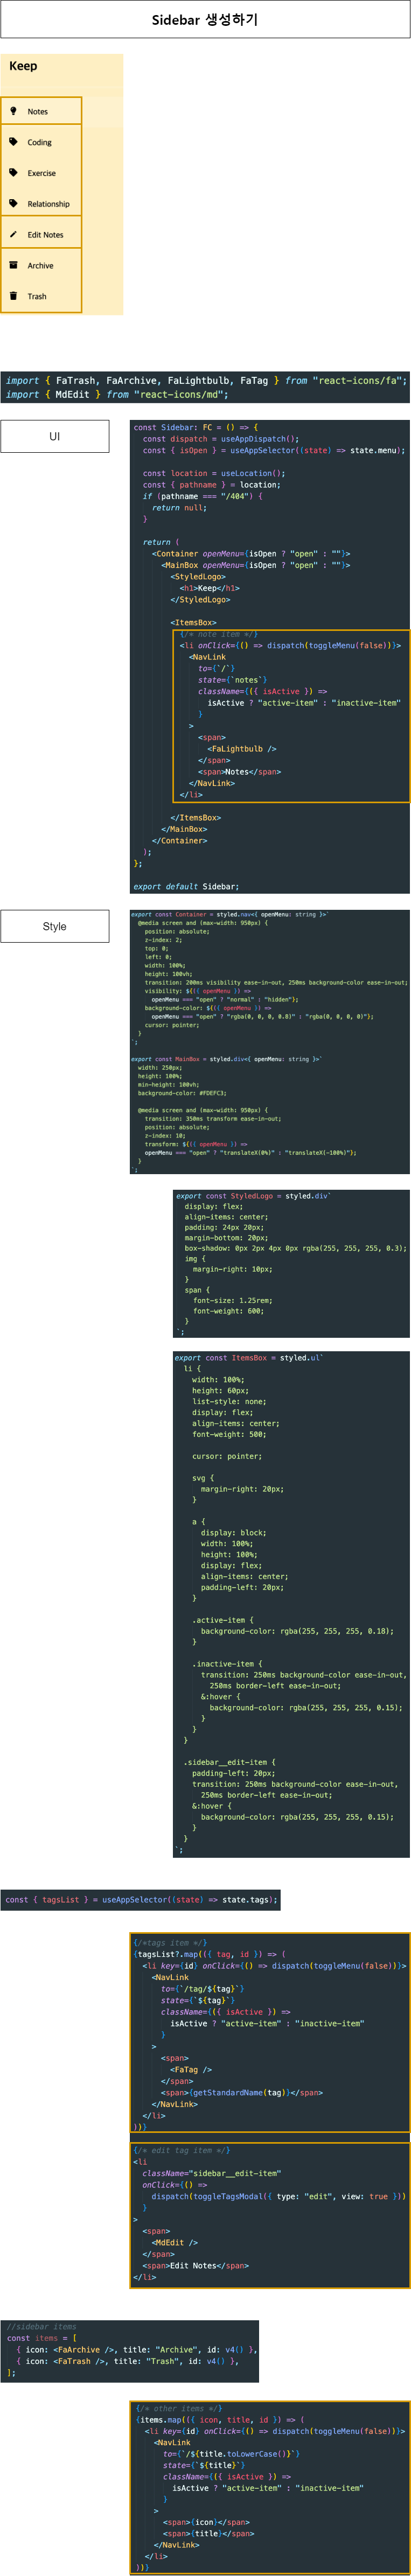 Sidebar 생성하기
Keep
Notes
Coding
Exercise
Relationship
Edit Notes
Archive
Trash
import { FaTrash, FaArchive, FaLightbulb, FaTag } from "react-icons/fa";
import { MdEdit } from "react-icons/md";
UI
const Sidebar: FC = () => {
  const dispatch = useAppDispatch();
  const { isOpen } = useAppSelector((state) => state.menu);

  const location = useLocation();
  const { pathname } = location;
  if (pathname === "/404") {
    return null;
  }

  return (
    <Container openMenu={isOpen ? "open" : ""}>
      <MainBox openMenu={isOpen ? "open" : ""}>
        <StyledLogo>
          <h1>Keep</h1>
        </StyledLogo>

        <ItemsBox>
          {/* note item */}
          <li onClick={() => dispatch(toggleMenu(false))}>
            <NavLink
              to={`/`}
              state={`notes`}
              className={({ isActive }) =>
                isActive ? "active-item" : "inactive-item"
              }
            >
              <span>
                <FaLightbulb />
              </span>
              <span>Notes</span>
            </NavLink>
          </li>

        </ItemsBox>
      </MainBox>
    </Container>
  );
};

export default Sidebar;
Style
export const Container = styled.nav<{ openMenu: string }>`
  @media screen and (max-width: 950px) {
    position: absolute;
    z-index: 2;
    top: 0;
    left: 0;
    width: 100%;
    height: 100vh;
    transition: 200ms visibility ease-in-out, 250ms background-color ease-in-out;
    visibility: ${({ openMenu }) =>
      openMenu === "open" ? "normal" : "hidden"};
    background-color: ${({ openMenu }) =>
      openMenu === "open" ? "rgba(0, 0, 0, 0.8)" : "rgba(0, 0, 0, 0)"};
    cursor: pointer;
  }
`;

export const MainBox = styled.div<{ openMenu: string }>`
  width: 250px;
  height: 100%;
  min-height: 100vh;
  background-color: #FDEFC3;

  @media screen and (max-width: 950px) {
    transition: 350ms transform ease-in-out;
    position: absolute;
    z-index: 10;
    transform: ${({ openMenu }) =>
    openMenu === "open" ? "translateX(0%)" : "translateX(-100%)"};
  }
`;
export const StyledLogo = styled.div`
  display: flex;
  align-items: center;
  padding: 24px 20px;
  margin-bottom: 20px;
  box-shadow: 0px 2px 4px 0px rgba(255, 255, 255, 0.3);
  img {
    margin-right: 10px;
  }
  span {
    font-size: 1.25rem;
    font-weight: 600;
  }
`;
export const ItemsBox = styled.ul`
  li {
    width: 100%;
    height: 60px;
    list-style: none;
    display: flex;
    align-items: center;
    font-weight: 500;

    cursor: pointer;

    svg {
      margin-right: 20px;
    }

    a {
      display: block;
      width: 100%;
      height: 100%;
      display: flex;
      align-items: center;
      padding-left: 20px;
    }

    .active-item {
      background-color: rgba(255, 255, 255, 0.18);
    }

    .inactive-item {
      transition: 250ms background-color ease-in-out,
        250ms border-left ease-in-out;
      &:hover {
        background-color: rgba(255, 255, 255, 0.15);
      }
    }
  }

  .sidebar__edit-item {
    padding-left: 20px;
    transition: 250ms background-color ease-in-out,
      250ms border-left ease-in-out;
    &:hover {
      background-color: rgba(255, 255, 255, 0.15);
    }
  }
`;
const { tagsList } = useAppSelector((state) => state.tags);
{/*tags item */}
{tagsList?.map(({ tag, id }) => (
  <li key={id} onClick={() => dispatch(toggleMenu(false))}>
    <NavLink
      to={`/tag/${tag}`}
      state={`${tag}`}
      className={({ isActive }) =>
        isActive ? "active-item" : "inactive-item"
      }
    >
      <span>
        <FaTag />
      </span>
      <span>{getStandardName(tag)}</span>
    </NavLink>
  </li>
))}
{/* edit tag item */}
<li
  className="sidebar__edit-item"
  onClick={() =>
    dispatch(toggleTagsModal({ type: "edit", view: true }))
  }
>
  <span>
    <MdEdit />
  </span>
  <span>Edit Notes</span>
</li>
//sidebar items
const items = [
  { icon: <FaArchive />, title: "Archive", id: v4() },
  { icon: <FaTrash />, title: "Trash", id: v4() },
];
{/* other items */}
{items.map(({ icon, title, id }) => (
  <li key={id} onClick={() => dispatch(toggleMenu(false))}>
    <NavLink
      to={`/${title.toLowerCase()}`}
      state={`${title}`}
      className={({ isActive }) =>
        isActive ? "active-item" : "inactive-item"
      }
    >
      <span>{icon}</span>
      <span>{title}</span>
    </NavLink>
  </li>
))}